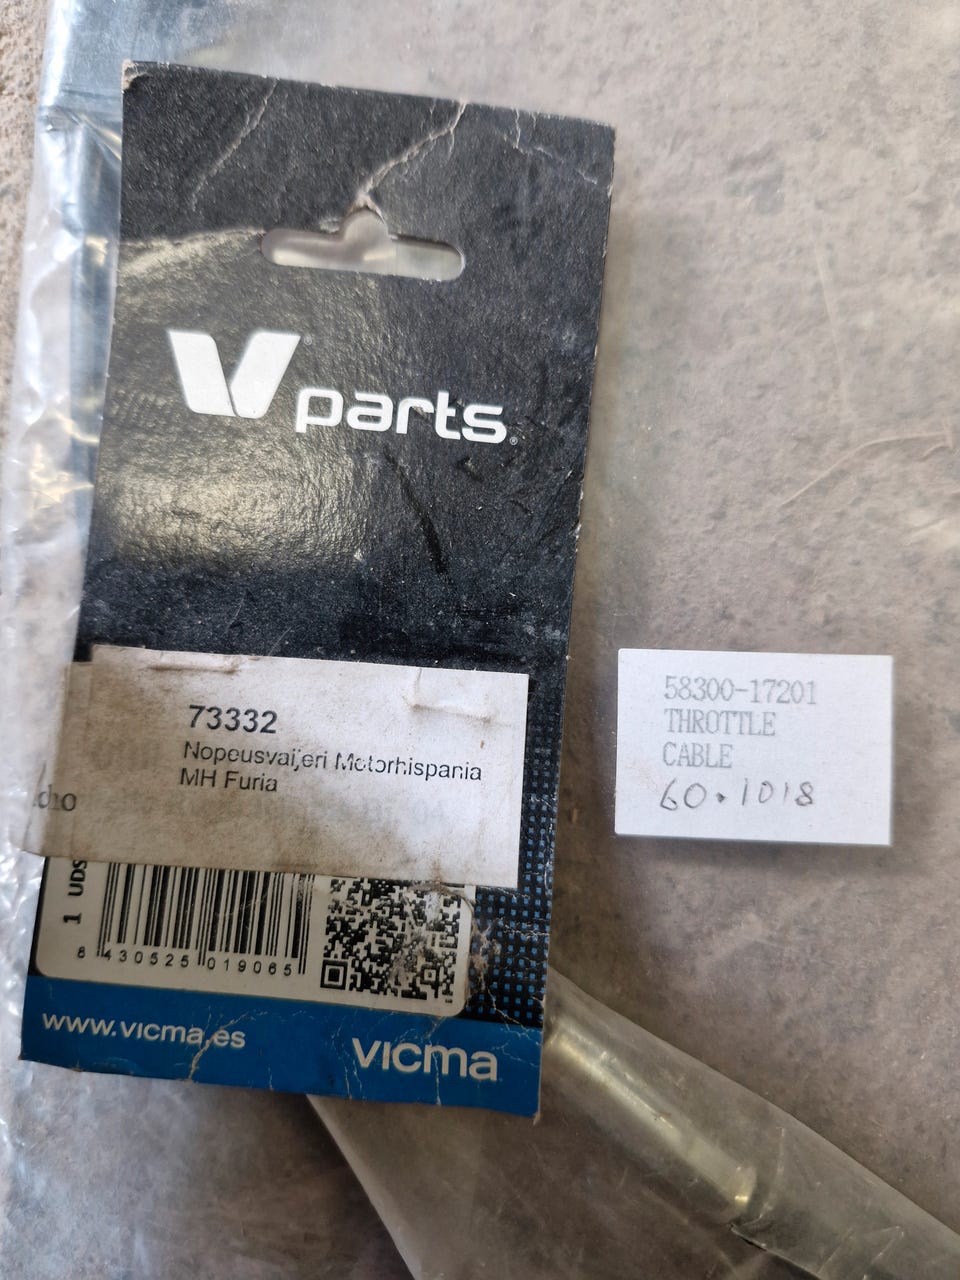 V parts
73332
Nopeusvaijeri Motorhispania
MH Furia
1 UDS
8 430525 019065
www.vicma.es
vicma
58300-17201
THROTTLE
CABLE
60.1018